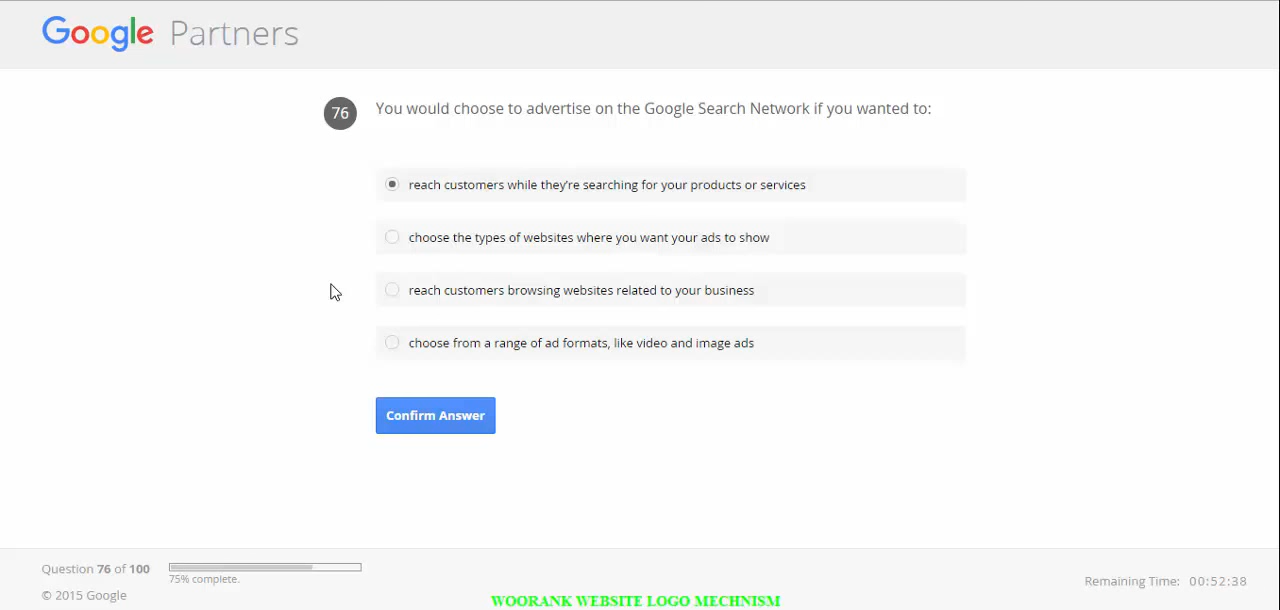 Google Partners
76 You would choose to advertise on the Google Search Network if you wanted to:
reach customers while they're searching for your products or services
choose the types of websites where you want your ads to show
reach customers browsing websites related to your business
choose from a range of ad formats, like video and image ads
Confirm Answer
Question 76 of 100
75% complete.
Remaining Time: 00:52:38
© 2015 Google
WOORANK WEBSITE LOGO MECHNISM